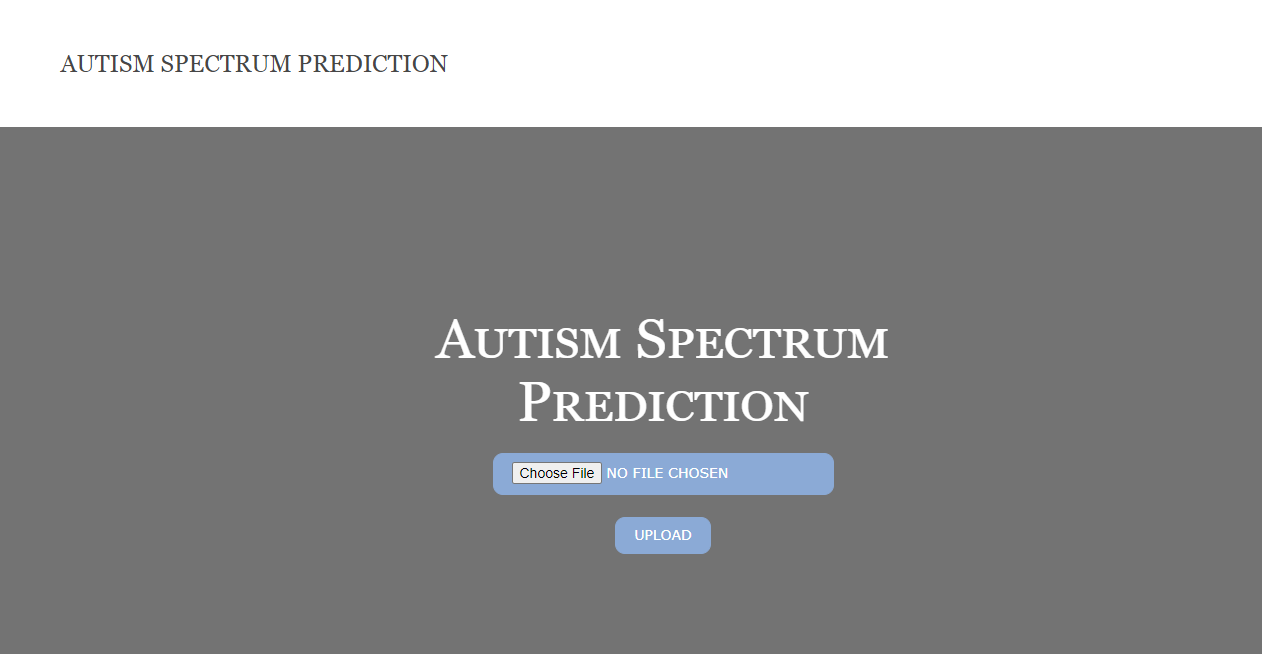 AUTISM SPECTRUM PREDICTION
Autism Spectrum
Prediction
Choose File NO FILE CHOSEN
UPLOAD